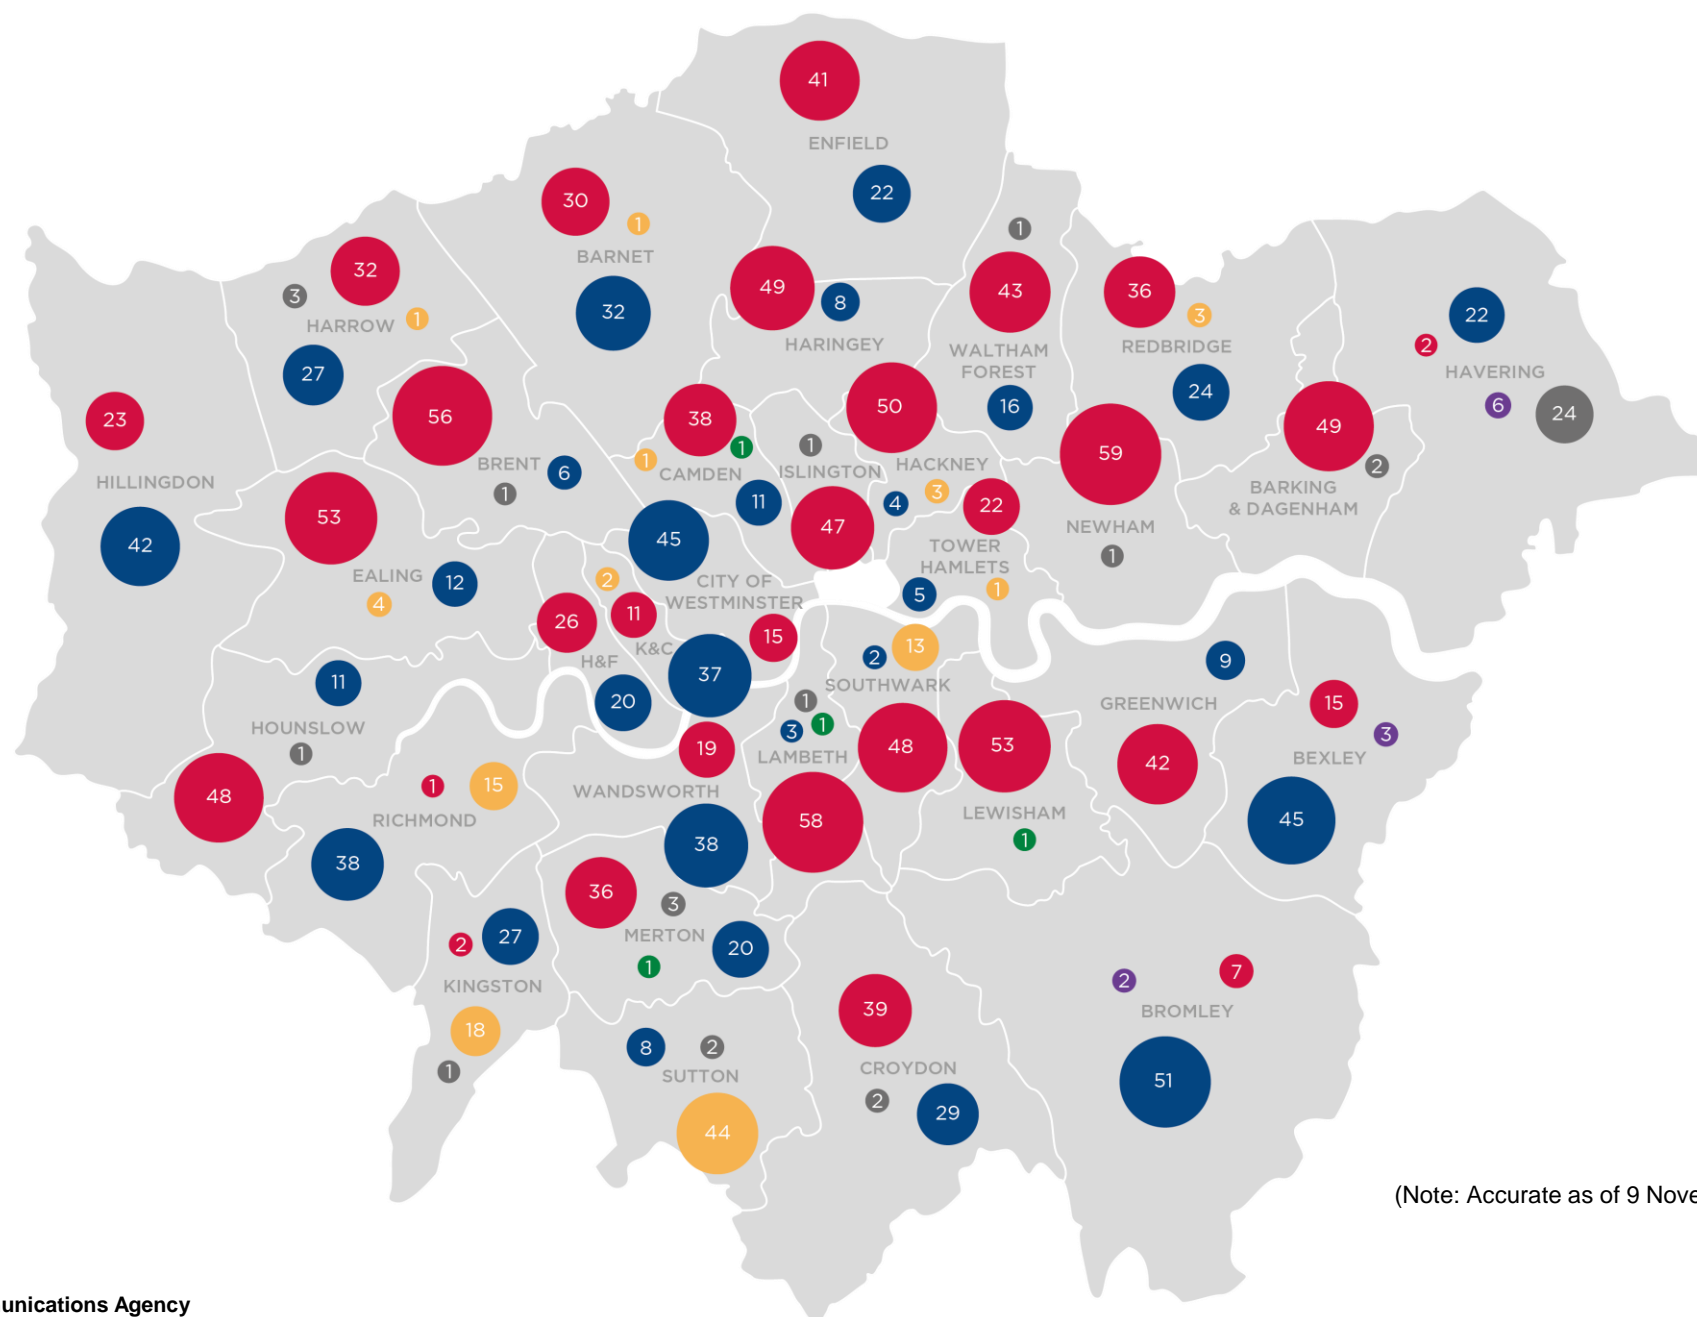 41
ENFIELD
22
30
1
BARNET
32
32
3
HARROW
1
27
49
8
HARINGEY
1
43
WALTHAM
FOREST
16
36
3
REDBRIDGE
24
22
2
HAVERING
6
24
23
HILLINGDON
42
56
BRENT
6
1
38
1
1
CAMDEN
11
1
ISLINGTON
47
50
HACKNEY
4
3
59
NEWHAM
1
49
2
BARKING
& DAGENHAM
53
EALING
12
4
45
CITY OF
WESTMINSTER
15
22
TOWER
HAMLETS
5
1
26
H&F
20
2
11
K&C
37
11
HOUNSLOW
1
48
1
15
RICHMOND
38
19
WANDSWORTH
38
1
3
1
LAMBETH
58
2
13
SOUTHWARK
48
53
LEWISHAM
1
9
GREENWICH
42
15
3
BEXLEY
45
36
3
MERTON
20
1
2
27
KINGSTON
18
1
8
2
SUTTON
44
39
CROYDON
2
29
2
7
BROMLEY
51
(Note: Accurate as of 9 Nove
unications Agency